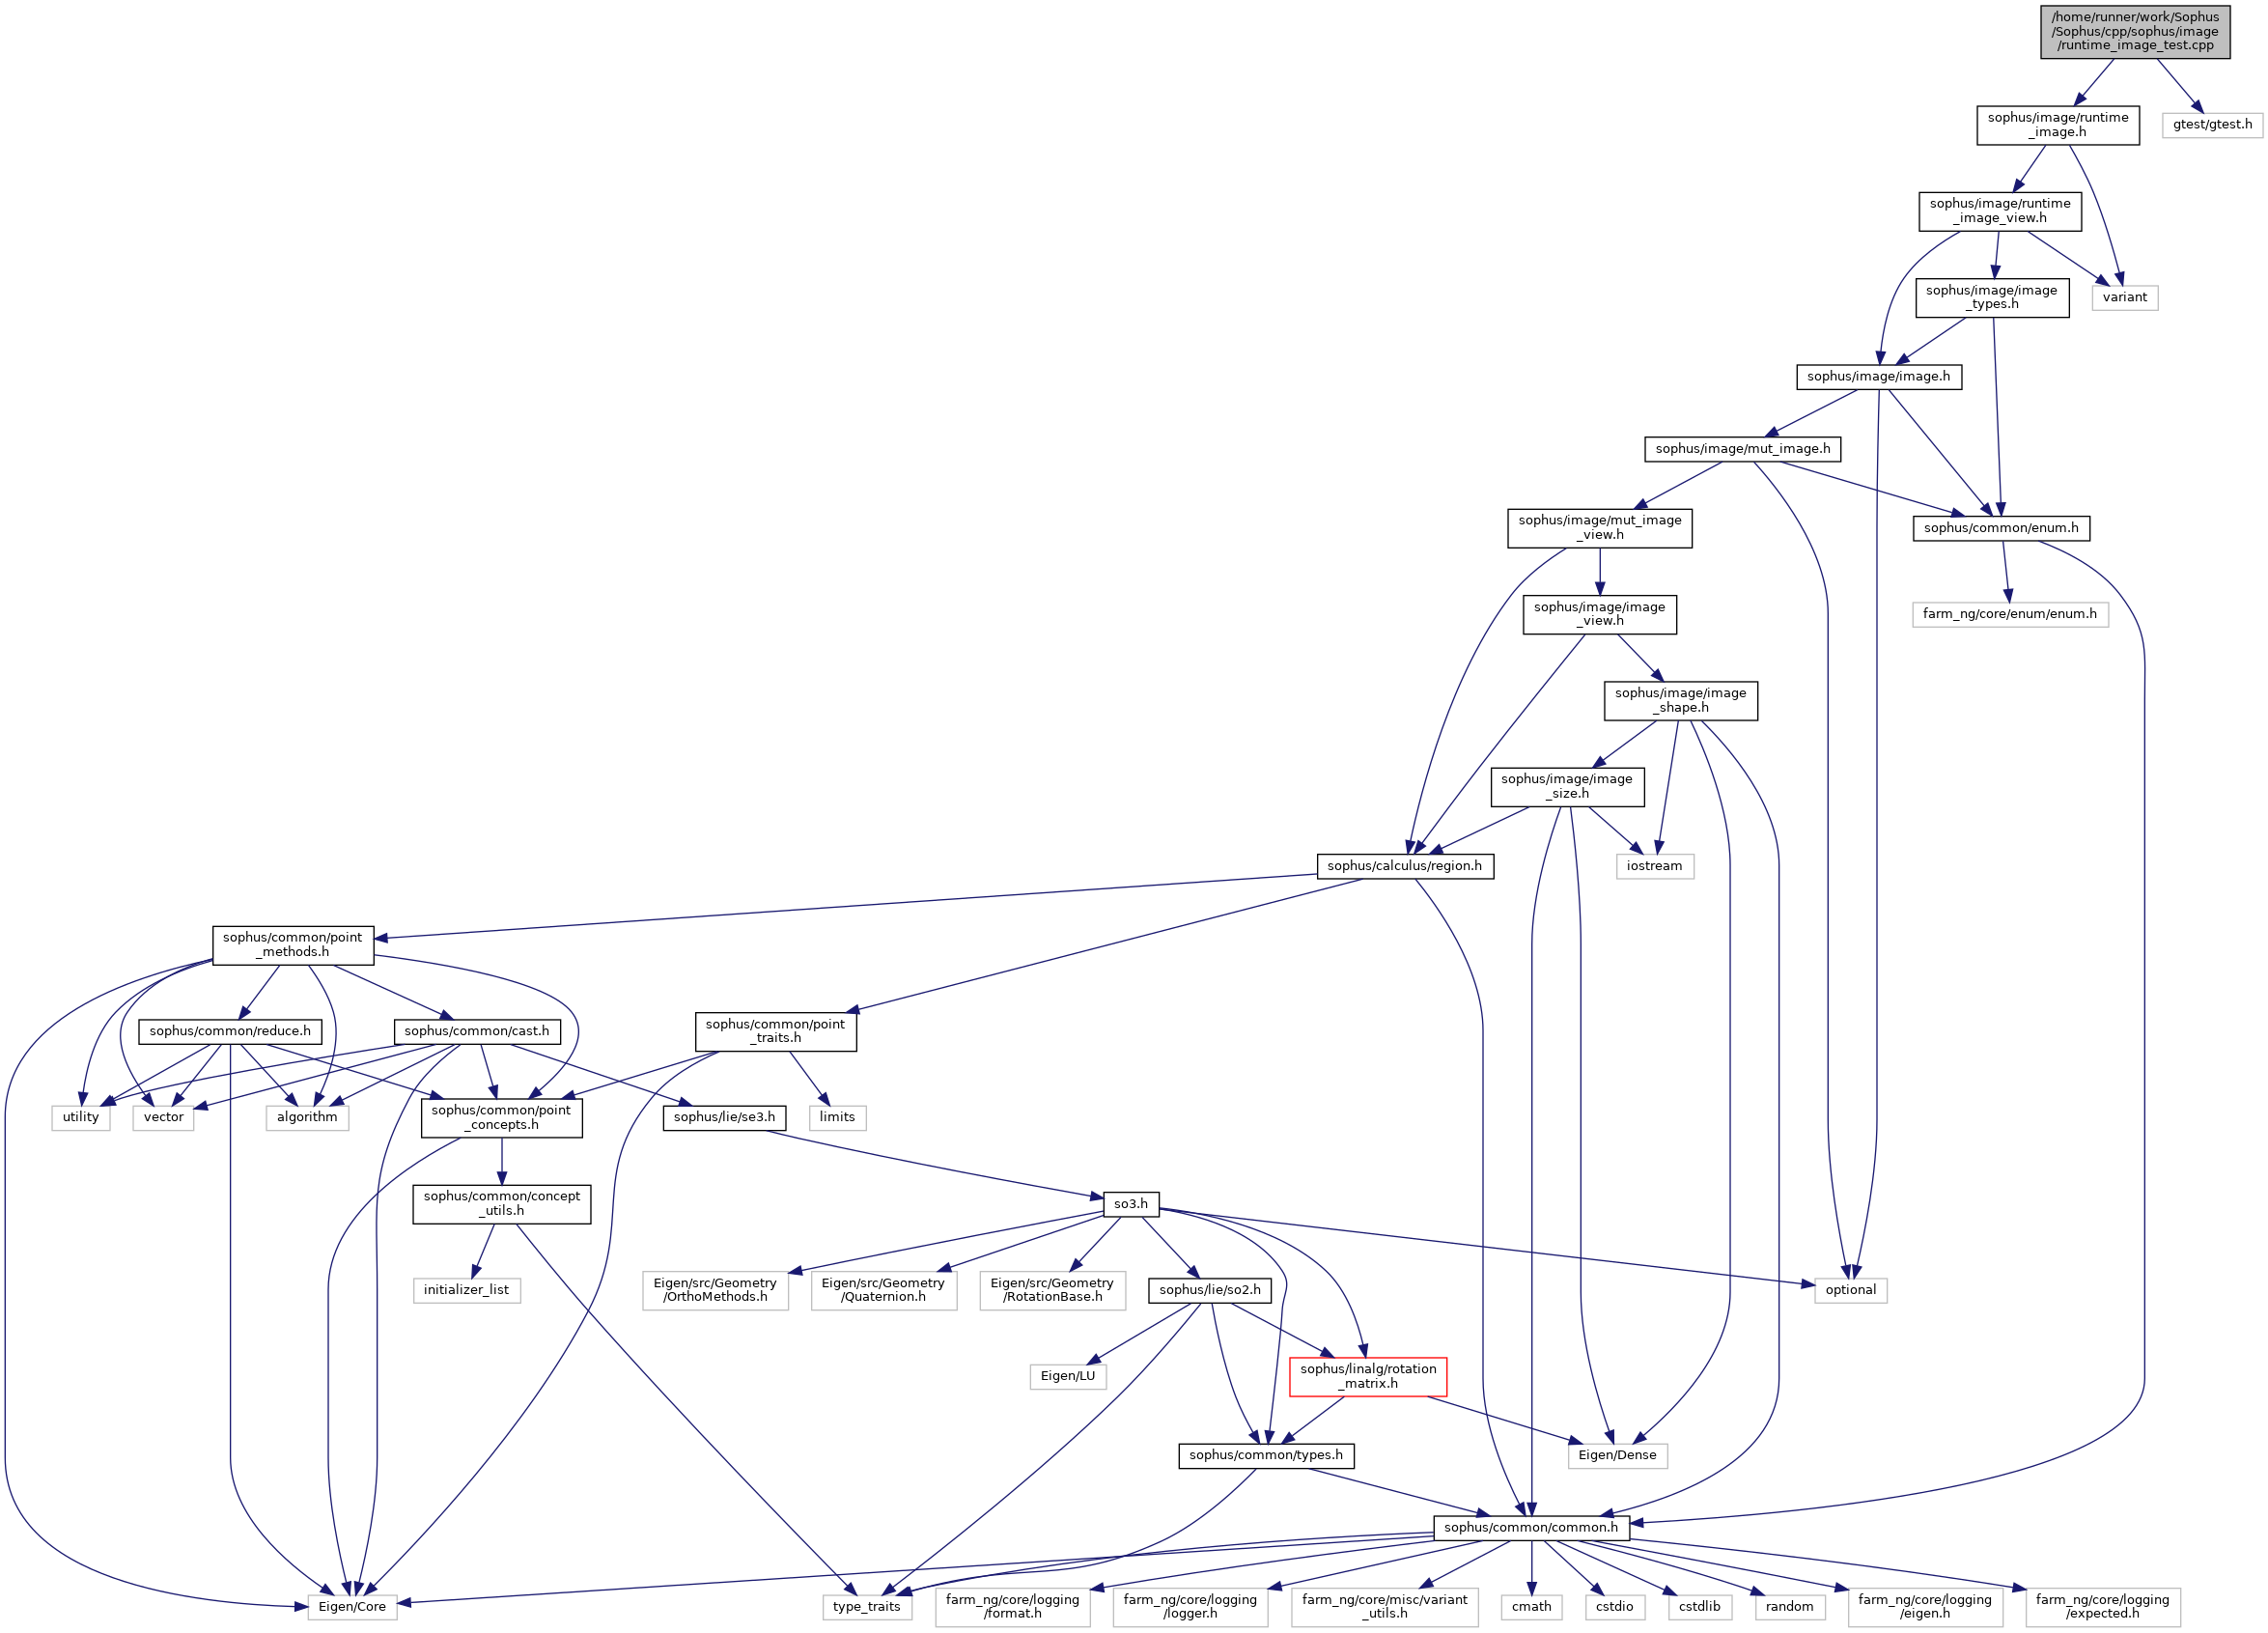 /home/runner/work/Sophus
/Sophus/cpp/sophus/image
/runtime_image_test.cpp
sophus/image/runtime
_image.h
gtest/gtest.h
sophus/image/runtime
_image_view.h
sophus/image/image
_types.h
variant
sophus/image/image.h
sophus/image/mut_image.h
sophus/image/mut_image
_view.h
sophus/common/enum.h
sophus/image/image
_view.h
farm_ng/core/enum/enum.h
sophus/image/image
_shape.h
sophus/image/image
_size.h
sophus/calculus/region.h
iostream
sophus/common/point
_methods.h
sophus/common/reduce.h
sophus/common/cast.h
sophus/common/point
_traits.h
utility
vector
algorithm
sophus/common/point
_concepts.h
sophus/lie/se3.h
limits
sophus/common/concept
_utils.h
so3.h
initializer_list
Eigen/src/Geometry
/OrthoMethods.h
Eigen/src/Geometry
/Quaternion.h
Eigen/src/Geometry
/RotationBase.h
sophus/lie/so2.h
optional
Eigen/LU
sophus/linalg/rotation
_matrix.h
sophus/common/types.h
Eigen/Dense
sophus/common/common.h
Eigen/Core
type_traits
farm_ng/core/logging
/format.h
farm_ng/core/logging
/logger.h
farm_ng/core/misc/variant
_utils.h
cmath
cstdio
cstdlib
random
farm_ng/core/logging
/eigen.h
farm_ng/core/logging
/expected.h